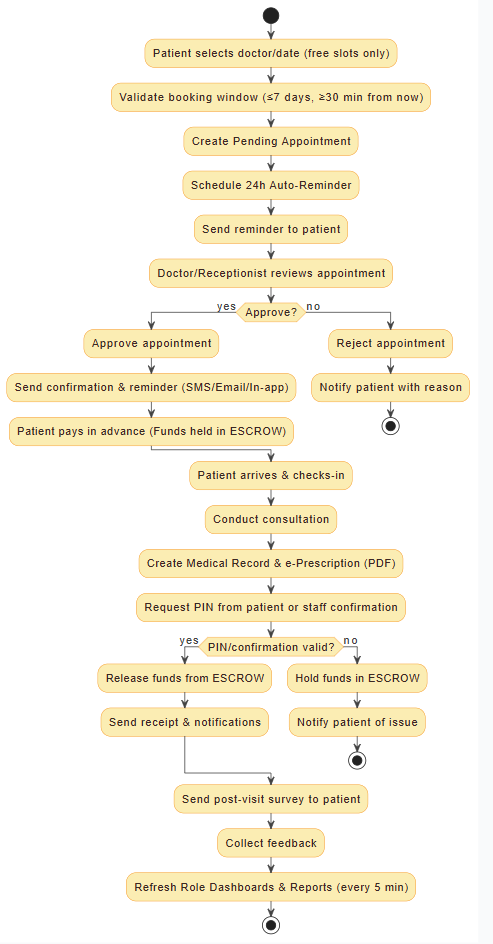 Patient selects doctor/date (free slots only)
Validate booking window (≤7 days, ≥30 min from now)
Create Pending Appointment
Schedule 24h Auto-Reminder
Send reminder to patient
Doctor/Receptionist reviews appointment
yes
Approve?
no
Approve appointment
Reject appointment
Send confirmation & reminder (SMS/Email/In-app)
Notify patient with reason
Patient pays in advance (Funds held in ESCROW)
Patient arrives & checks-in
Conduct consultation
Create Medical Record & e-Prescription (PDF)
Request PIN from patient or staff confirmation
yes
PIN/confirmation valid?
no
Release funds from ESCROW
Hold funds in ESCROW
Send receipt & notifications
Notify patient of issue
Send post-visit survey to patient
Collect feedback
Refresh Role Dashboards & Reports (every 5 min)